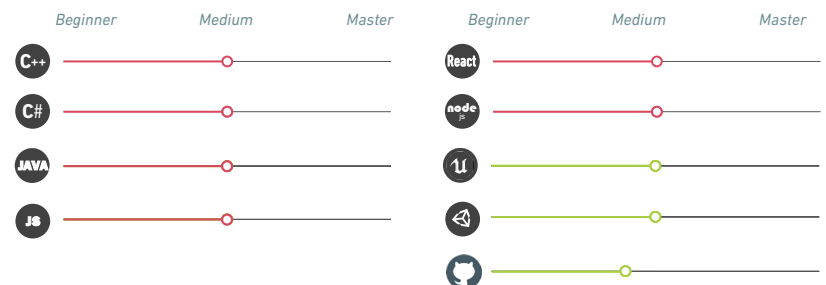 Beginner Medium Master
C++
C#
JAVA
JS
Beginner Medium Master
React
node
js